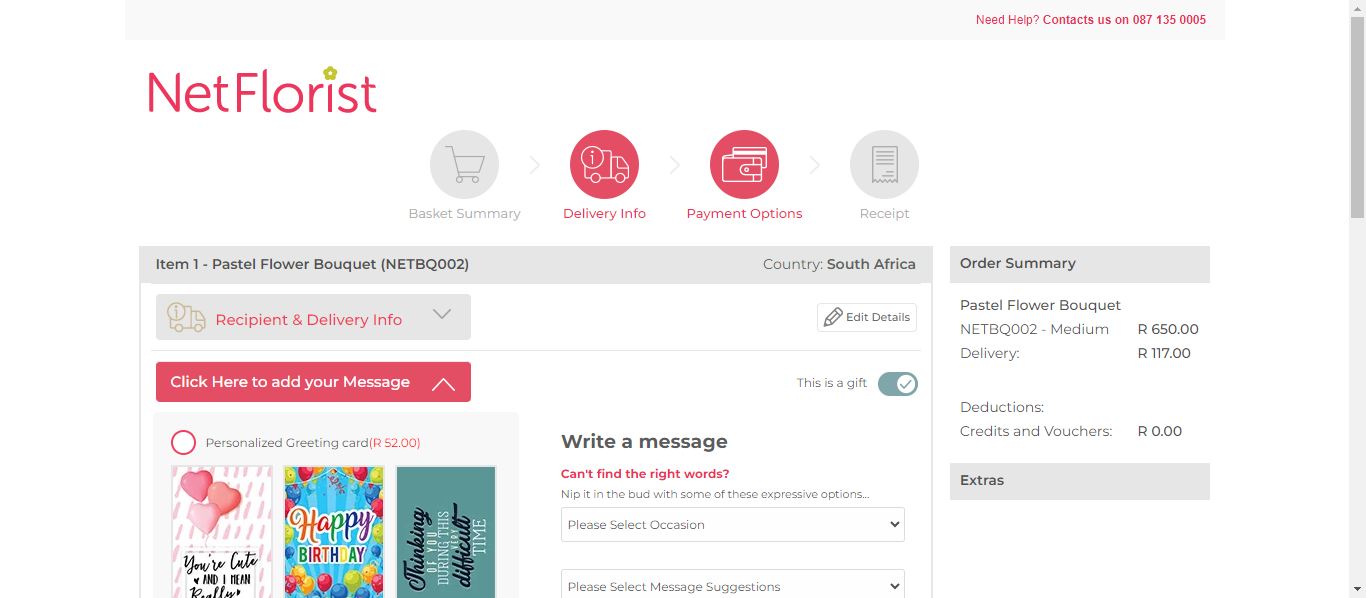 Need Help? Contacts us on 087 135 0005
NetFlorist
Basket Summary
Delivery Info
Payment Options
Receipt
Item 1 - Pastel Flower Bouquet (NETBQ002)
Country: South Africa
Recipient & Delivery Info
Edit Details
Click Here to add your Message
This is a gift
Personalized Greeting card(R 52.00)
You're Cute
AND I MEAN
Really
Happy
BIRTHDAY
Thinking
OF YOU
DURING THIS
VERY
difficult
TIME
Write a message
Can't find the right words?
Nip it in the bud with some of these expressive options...
Please Select Occasion
Please Select Message Suggestions
Order Summary
Pastel Flower Bouquet
NETBQ002 - Medium R 650.00
Delivery: R 117.00
Deductions:
Credits and Vouchers: R 0.00
Extras